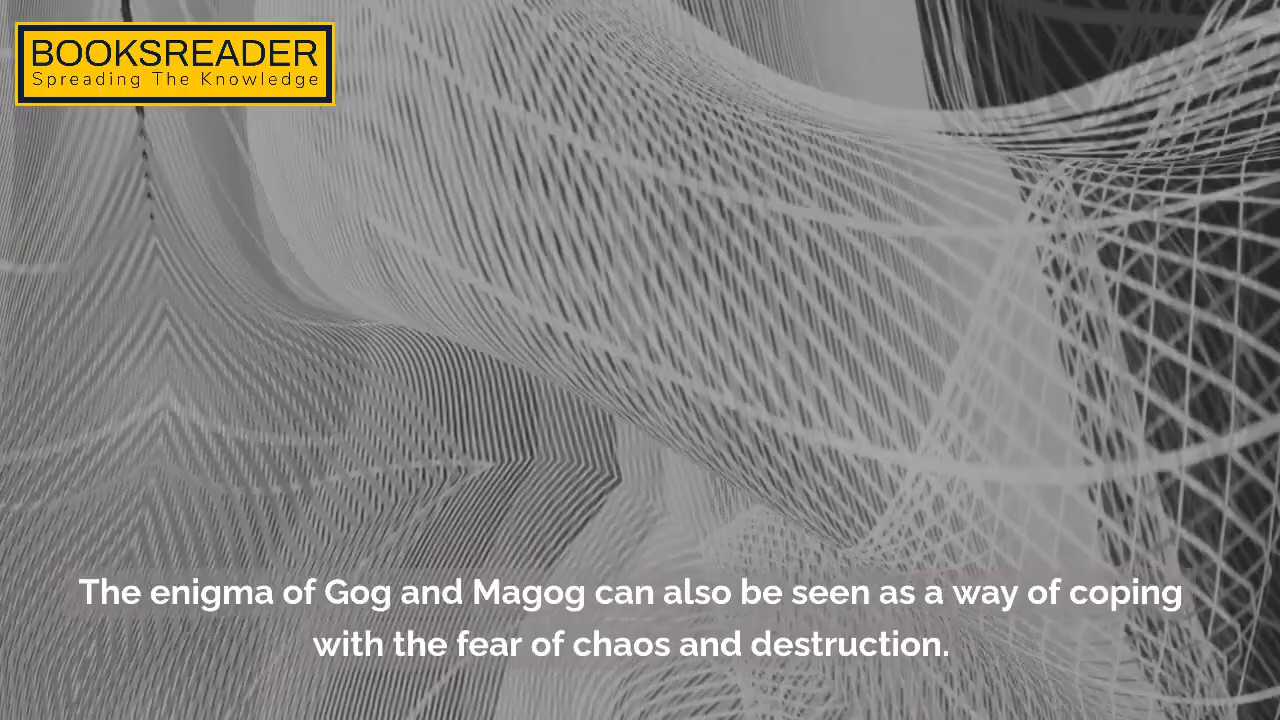 BOOKSREADER
Spreading The Knowledge
The enigma of Gog and Magog can also be seen as a way of coping
with the fear of chaos and destruction.